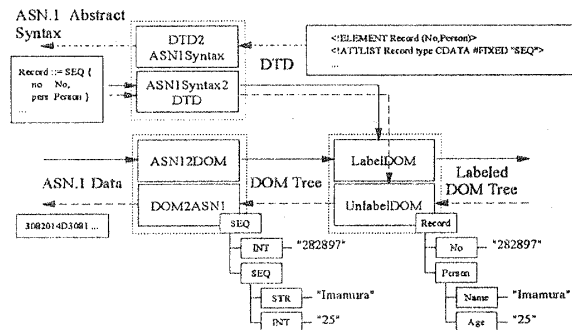 ASN.1 Abstract
Syntax
DTD2
ASN1Syntax
<!ELEMENT Record (No,Person)>
<!ATTLIST Record type CDATA #FIXED "SEQ">
...
DTD
Record ::= SEQ {
no No,
pers Person }
...
ASN1Syntax2
DTD
ASN12DOM
LabelDOM
ASN.1 Data
DOM Tree
Labeled
DOM Tree
DOM2ASN1
UnlabelDOM
3082014D3081 ...
SEQ
Record
INT
"282897"
No
"282897"
SEQ
Person
STR
"Imamura"
Name
"Imamura"
INT
"25"
Age
"25"